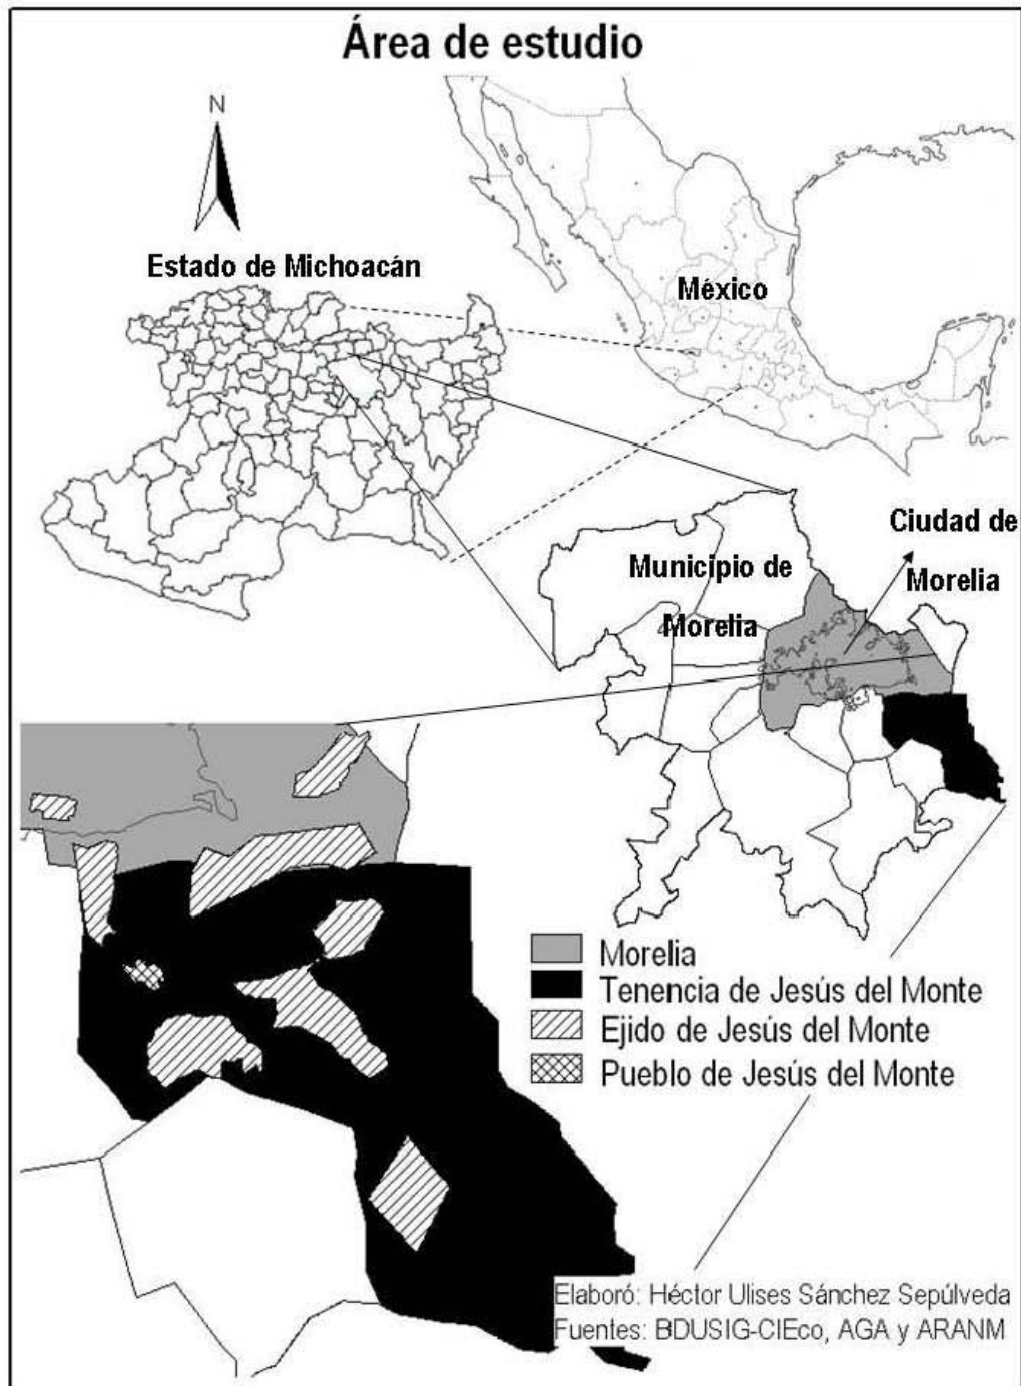 Área de estudio
N
Estado de Michoacán
México
Ciudad de
Morelia
Municipio de
Morelia
Morelia
Tenencia de Jesús del Monte
Ejido de Jesús del Monte
Pueblo de Jesús del Monte
Elaboró: Héctor Ulises Sánchez Sepúlveda
Fuentes: BDUSIG-CIEco, AGA y ARANM